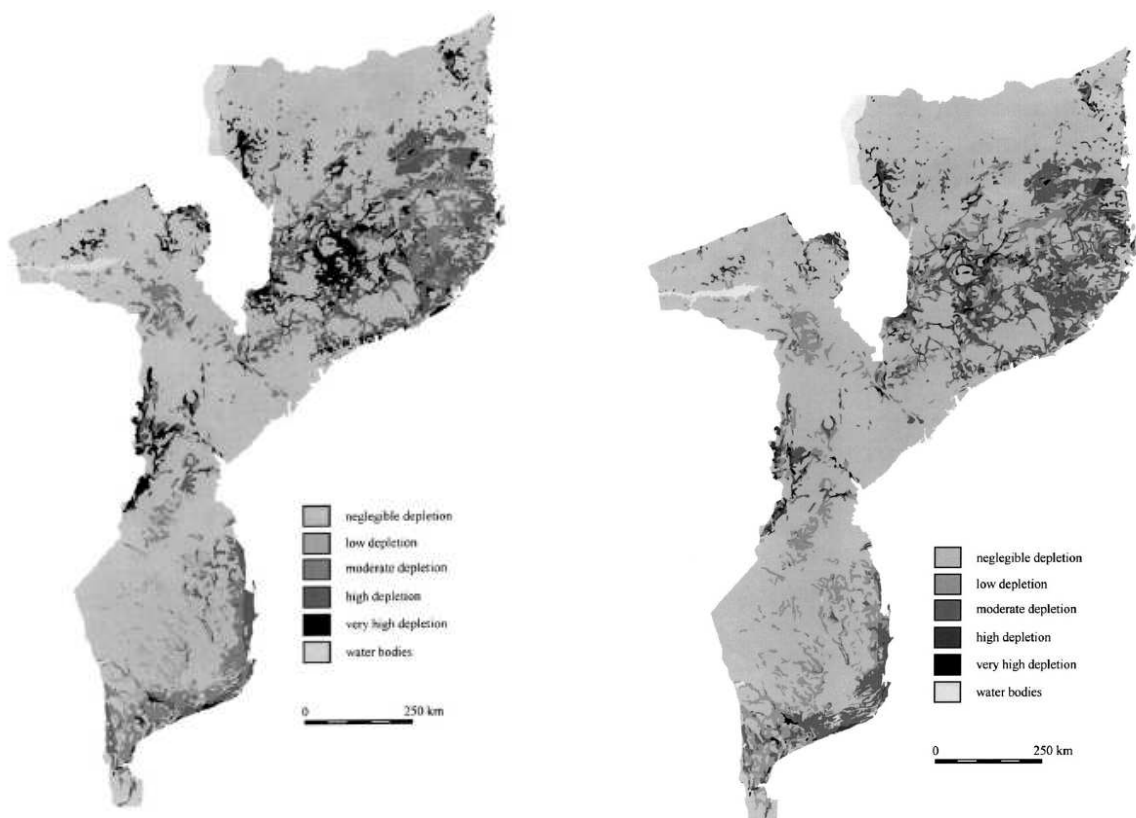 neglegible depletion
low depletion
moderate depletion
high depletion
very high depletion
water bodies
0 250 km
neglegible depletion
low depletion
moderate depletion
high depletion
very high depletion
water bodies
0 250 km